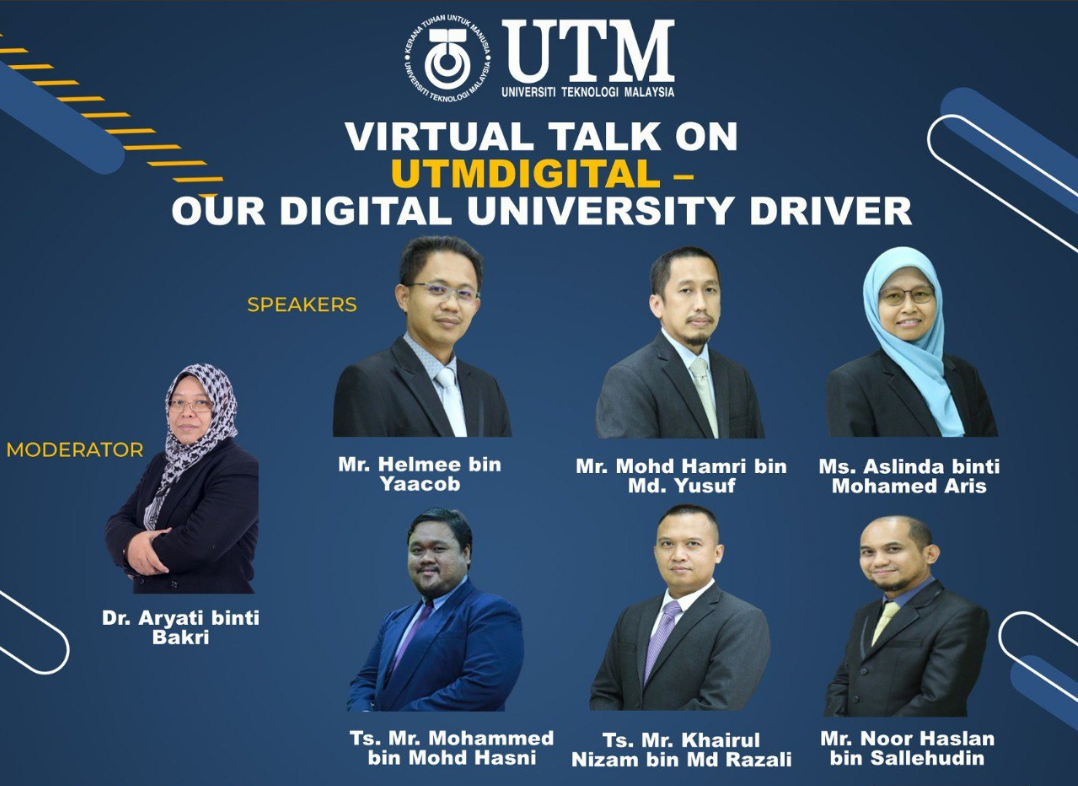 KERANA TUHAN UNTUK MANUSIA
UNIVERSITI TEKNOLOGI MALAYSIA
UTM
UNIVERSITI TEKNOLOGI MALAYSIA
VIRTUAL TALK ON
UTMDIGITAL –
OUR DIGITAL UNIVERSITY DRIVER
SPEAKERS
MODERATOR
Mr. Helmee bin
Yaacob
Mr. Mohd Hamri bin
Md. Yusuf
Ms. Aslinda binti
Mohamed Aris
Dr. Aryati binti
Bakri
Ts. Mr. Mohammed
bin Mohd Hasni
Ts. Mr. Khairul
Nizam bin Md Razali
Mr. Noor Haslan
bin Sallehudin